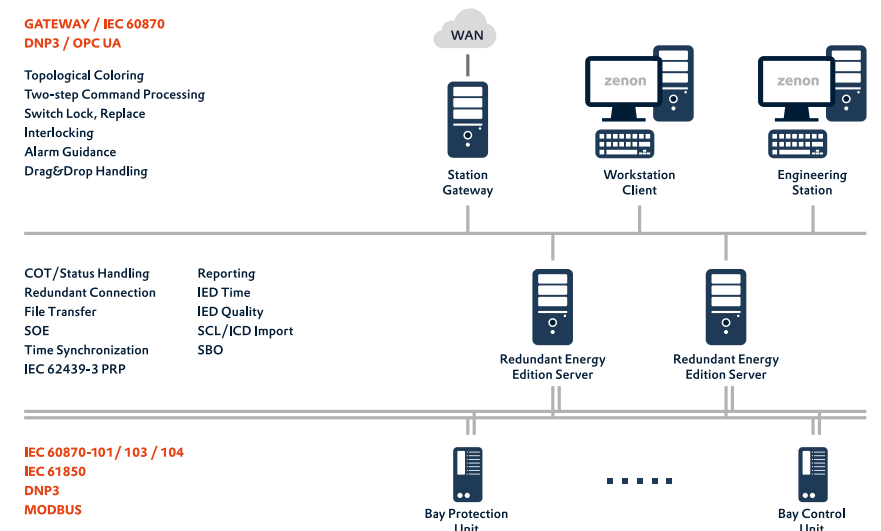 GATEWAY / IEC 60870
DNP3 / OPC UA
Topological Coloring
Two-step Command Processing
Switch Lock, Replace
Interlocking
Alarm Guidance
Drag&Drop Handling
WAN
zenon
zenon
Station
Gateway
Workstation
Client
Engineering
Station
COT/Status Handling
Redundant Connection
File Transfer
SOE
Time Synchronization
IEC 62439-3 PRP
Reporting
IED Time
IED Quality
SCL/ICD Import
SBO
Redundant Energy
Edition Server
Redundant Energy
Edition Server
IEC 60870-101 / 103 / 104
IEC 61850
DNP3
MODBUS
Bay Protection
Unit
Bay Control
Unit